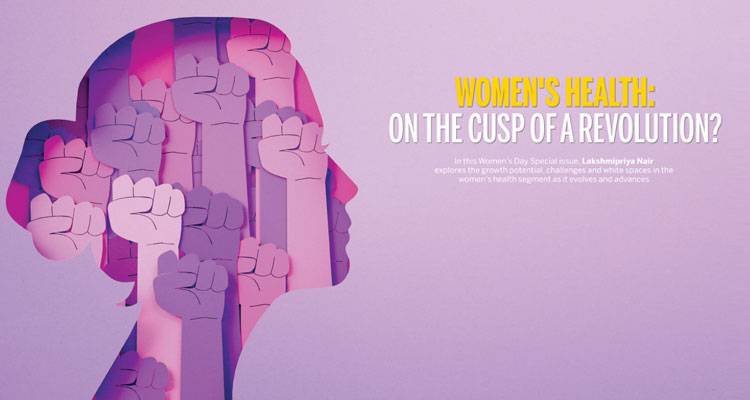 WOMEN'S HEALTH:
ON THE CUSP OF A REVOLUTION?
In this Women's Day Special issue, Lakshmipriya Nair
explores the growth potential, challenges and white spaces in the
women's health segment as it evolves and advances